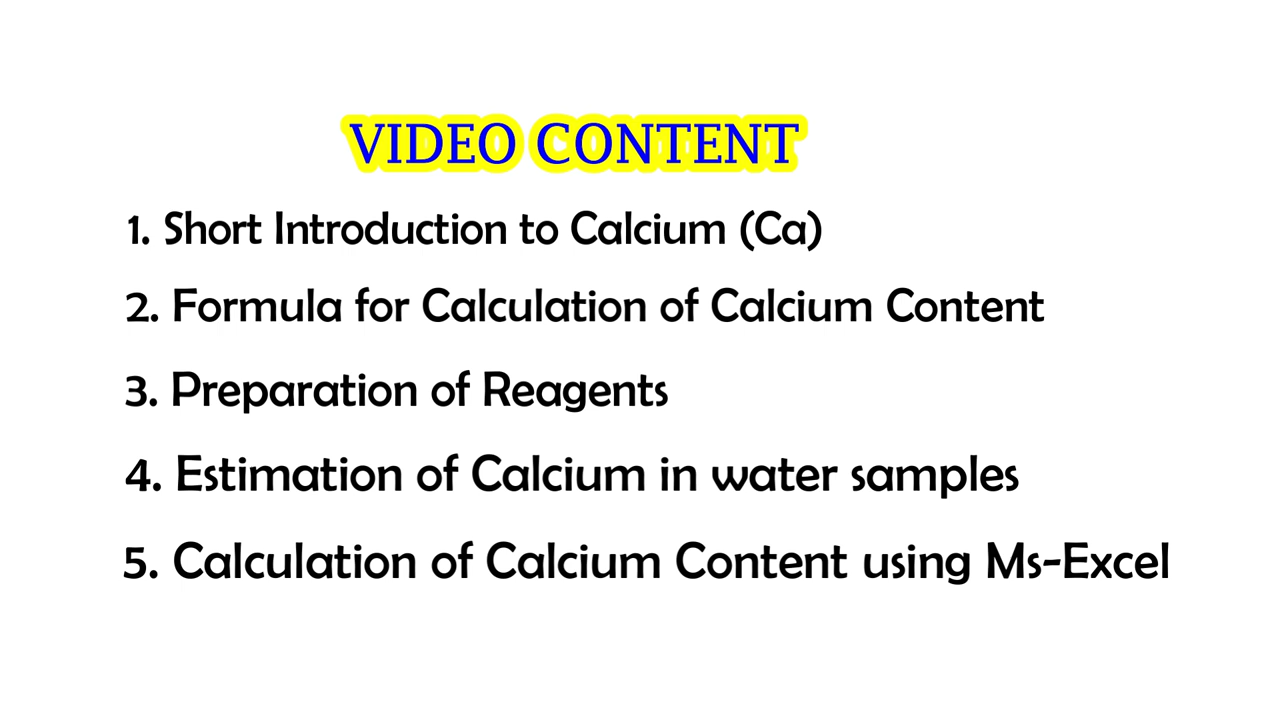 VIDEO CONTENT
1. Short Introduction to Calcium (Ca)
2. Formula for Calculation of Calcium Content
3. Preparation of Reagents
4. Estimation of Calcium in water samples
5. Calculation of Calcium Content using Ms-Excel